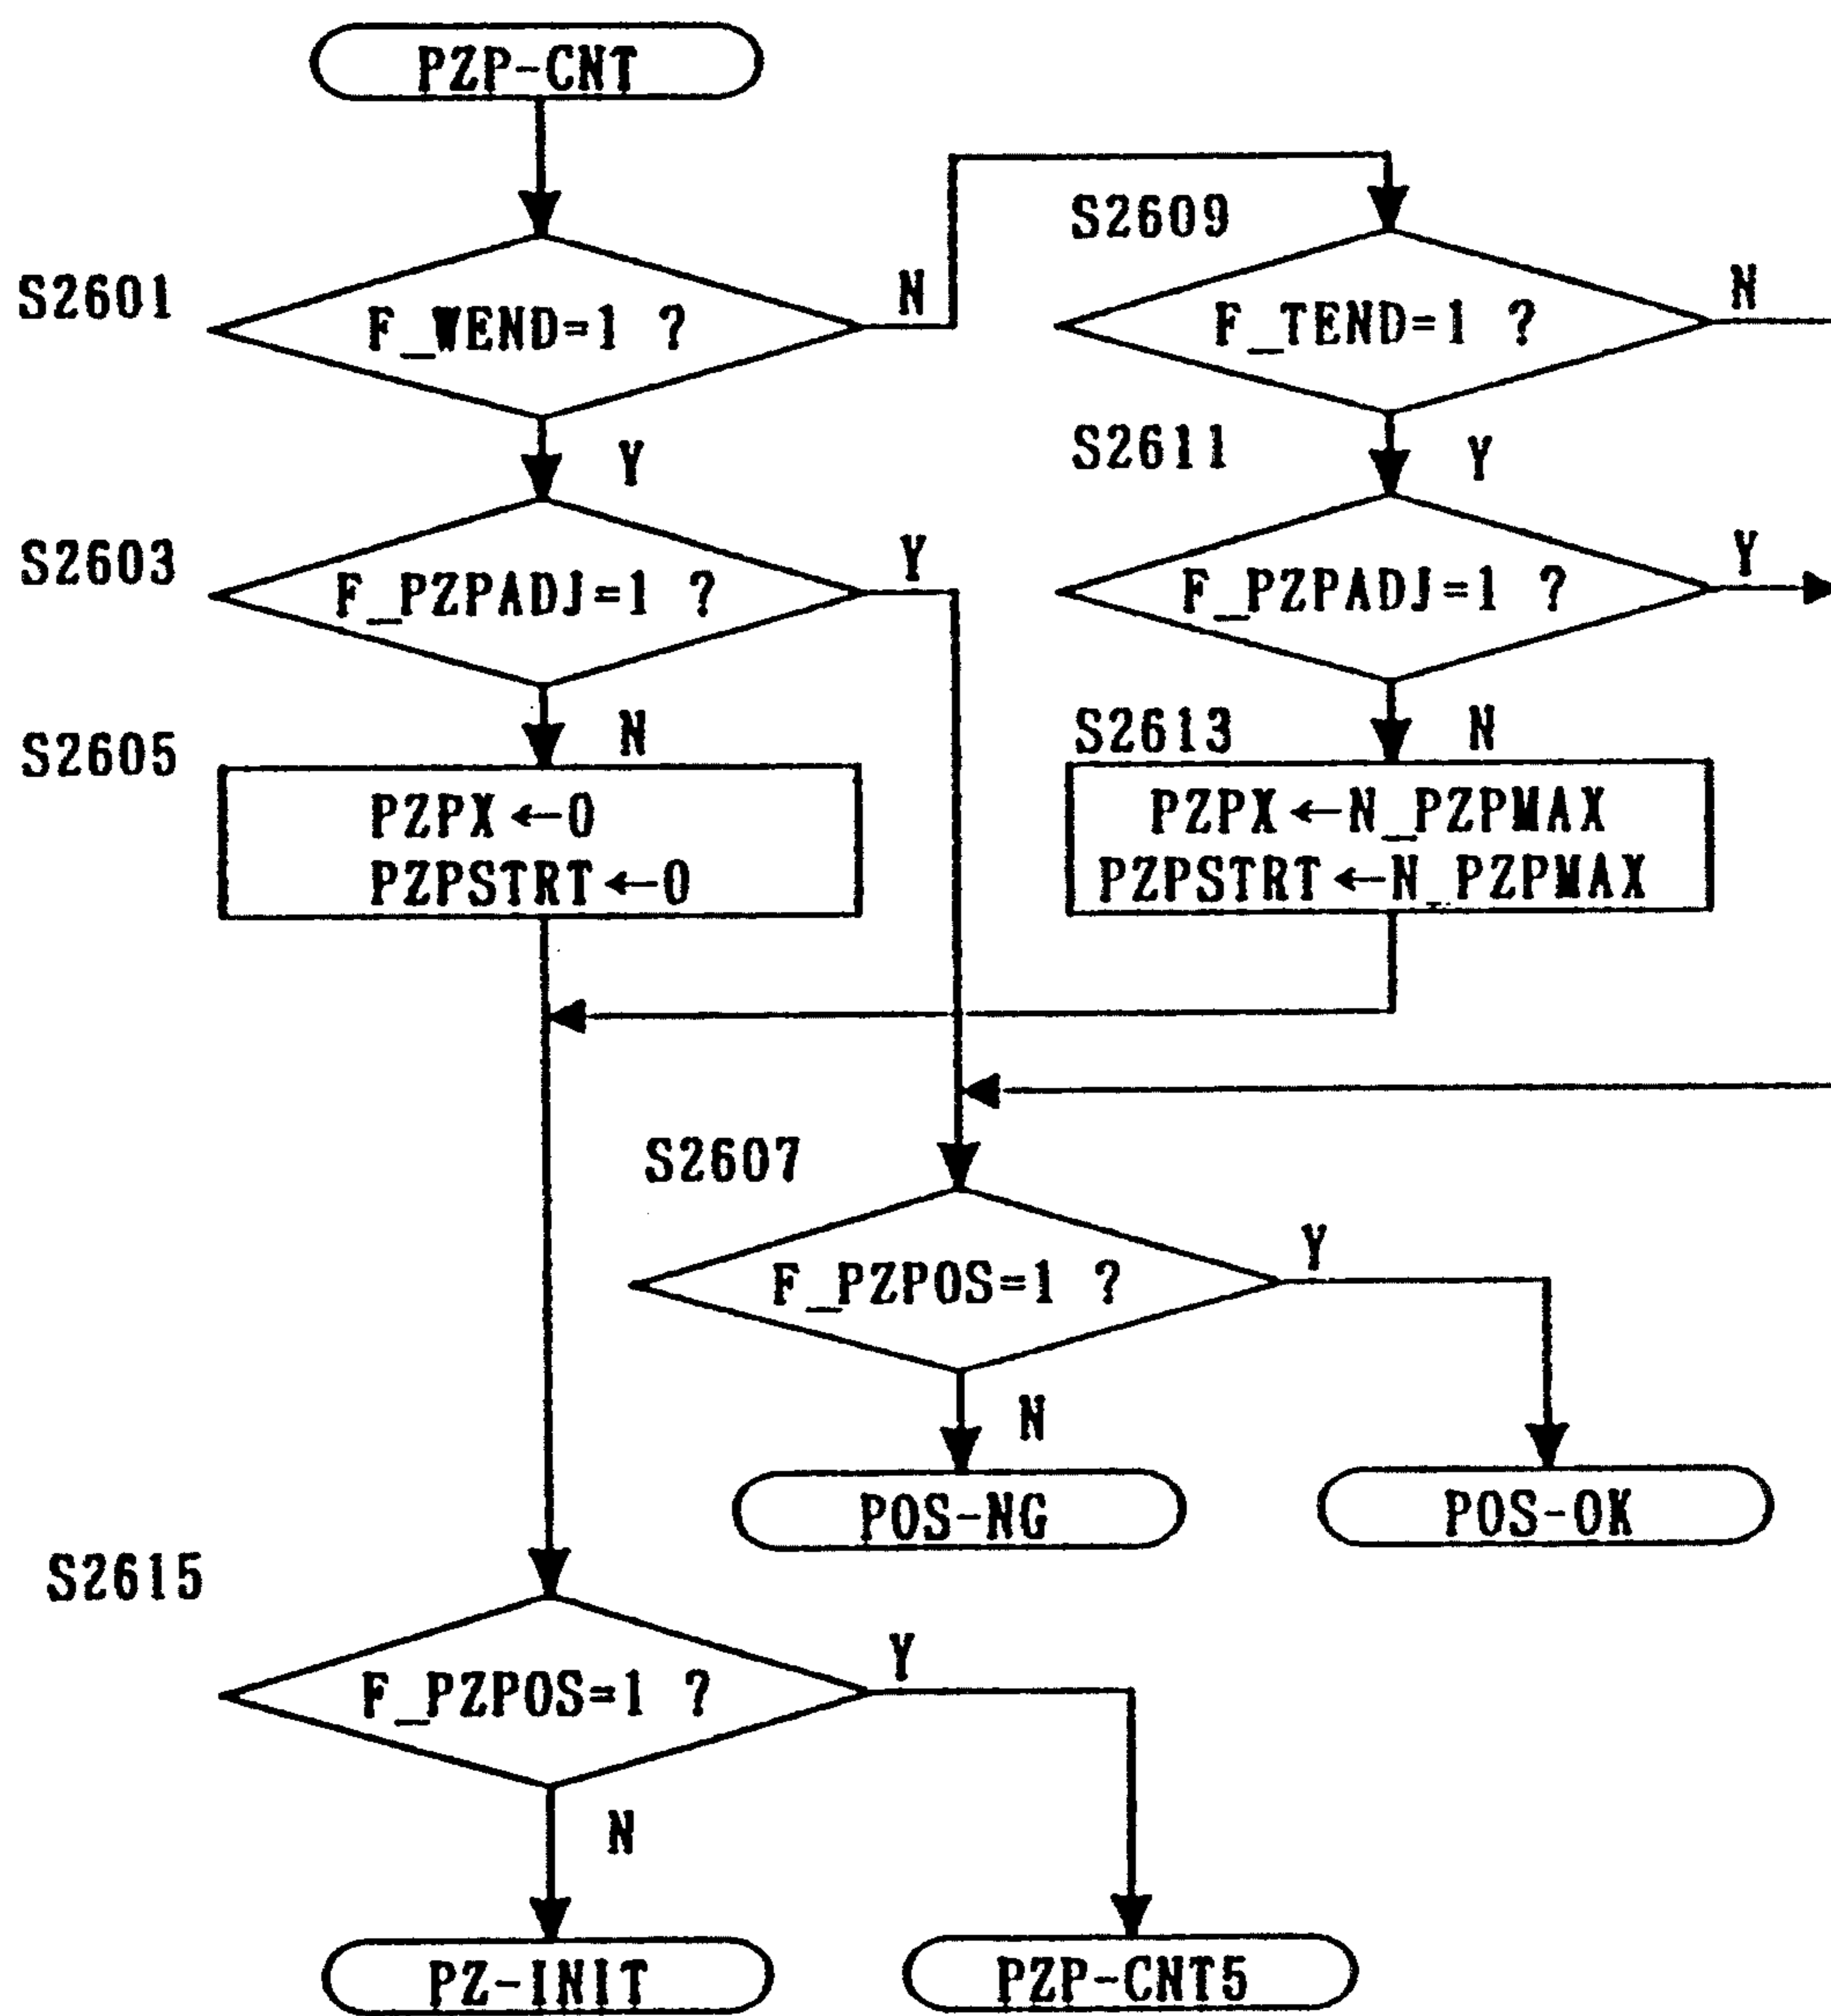 PZP-CNT
S2601
F_WEND=1 ?
N
Y
S2603
F_PZPADJ=1 ?
Y
N
S2605
PZPX←0
PZPSTRT←0
S2609
F_TEND=1 ?
N
Y
S2611
F_PZPADJ=1 ?
Y
N
S2613
PZPX←N_PZPMAX
PZPSTRT←N_PZPMAX
S2607
F_PZPOS=1 ?
Y
N
POS-NG
POS-OK
S2615
F_PZPOS=1 ?
Y
N
PZ-INIT
PZP-CNT5